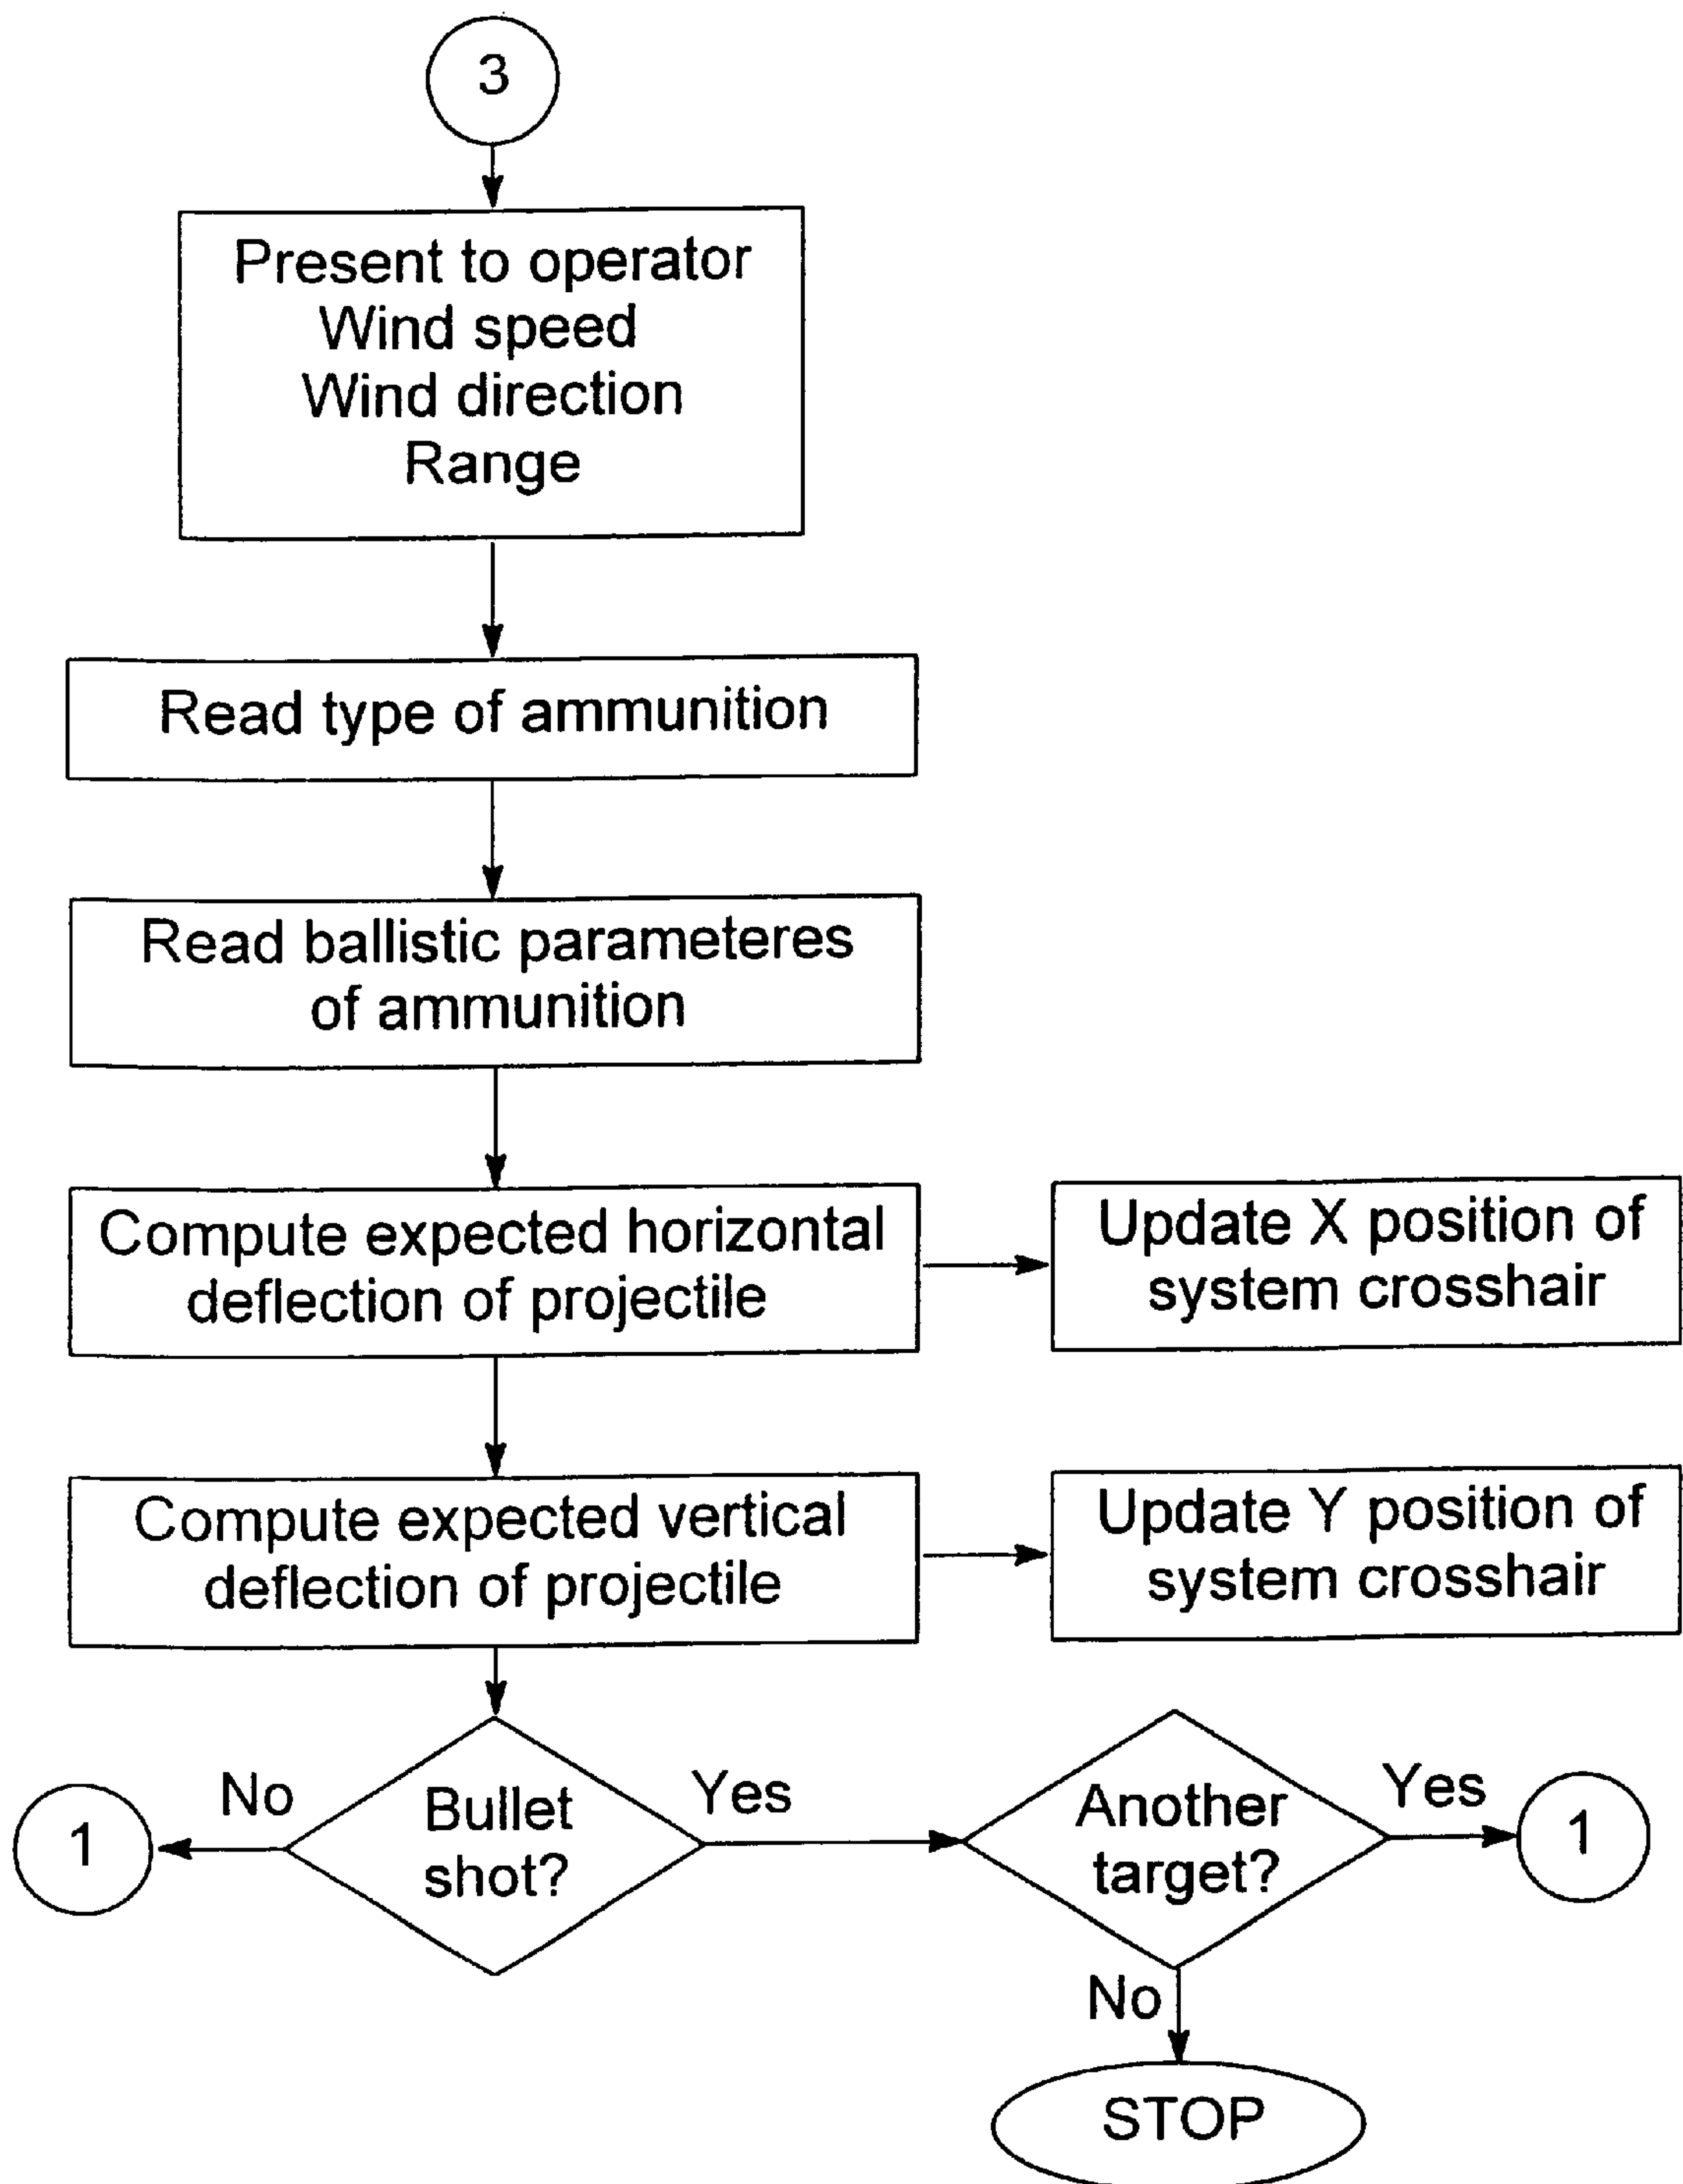 3
Present to operator
Wind speed
Wind direction
Range
Read type of ammunition
Read ballistic parameteres
of ammunition
Compute expected horizontal
deflection of projectile
Update X position of
system crosshair
Compute expected vertical
deflection of projectile
Update Y position of
system crosshair
1
No
Bullet
shot?
Yes
Another
target?
Yes
1
No
STOP